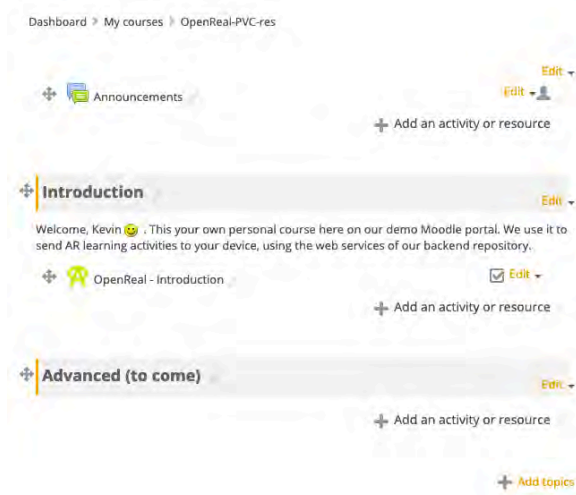 Dashboard > My courses > OpenReal-PVC-res
Edit
Announcements Edit
Add an activity or resource
Introduction
Edit
Welcome, Kevin . This your own personal course here on our demo Moodle portal. We use it to
send AR learning activities to your device, using the web services of our backend repository.
OpenReal - Introduction Edit
Add an activity or resource
Advanced (to come)
Edit
Add an activity or resource
Add topics